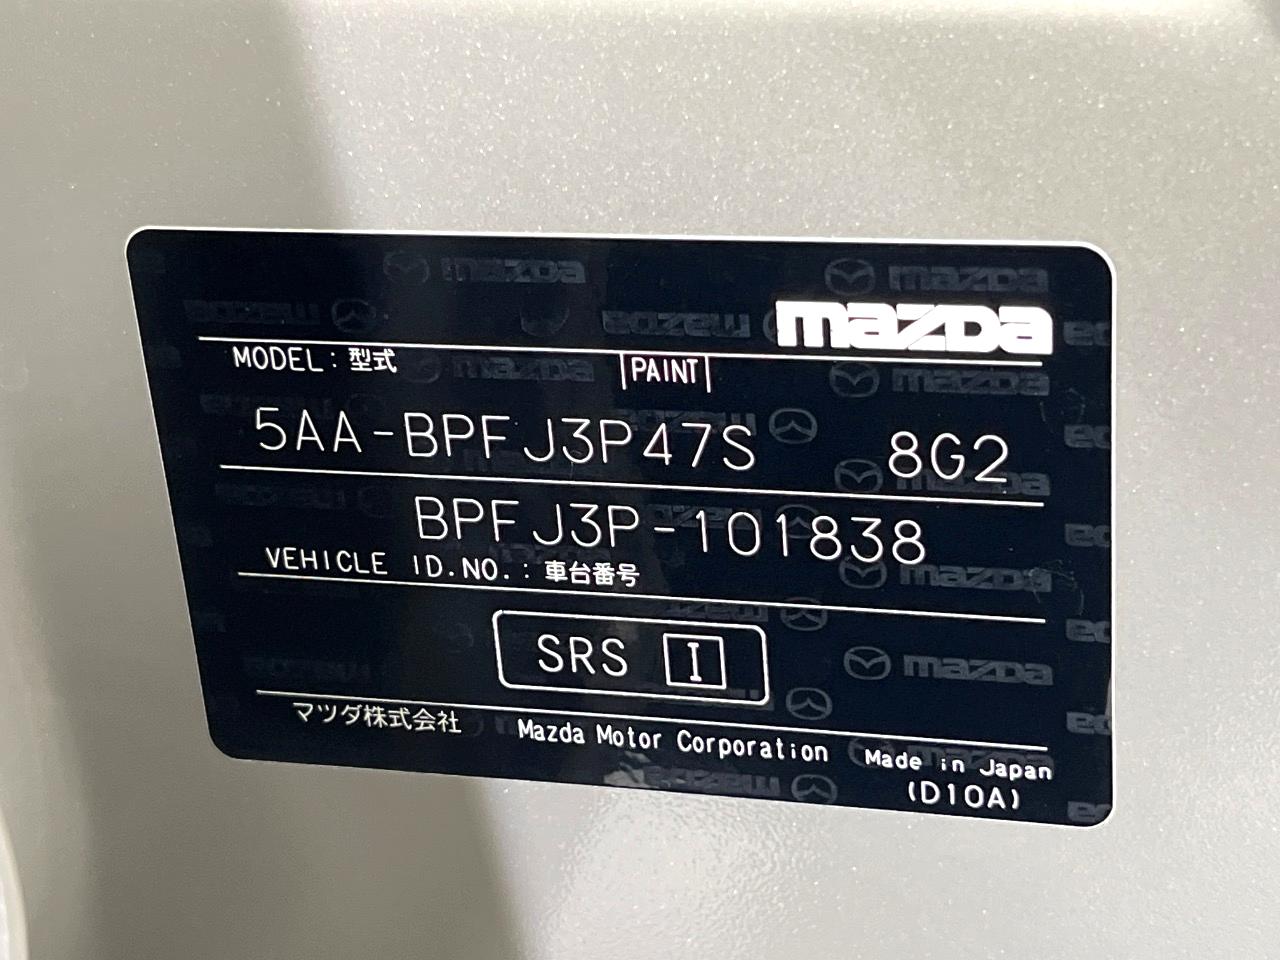 mazda
MODEL : 型式 PAINT
5AA-BPFJ3P47S 8G2
BPFJ3P-101838
VEHICLE ID.NO. : 車台番号
SRS I
マツダ株式会社 Mazda Motor Corporation Made in Japan
(D10A)